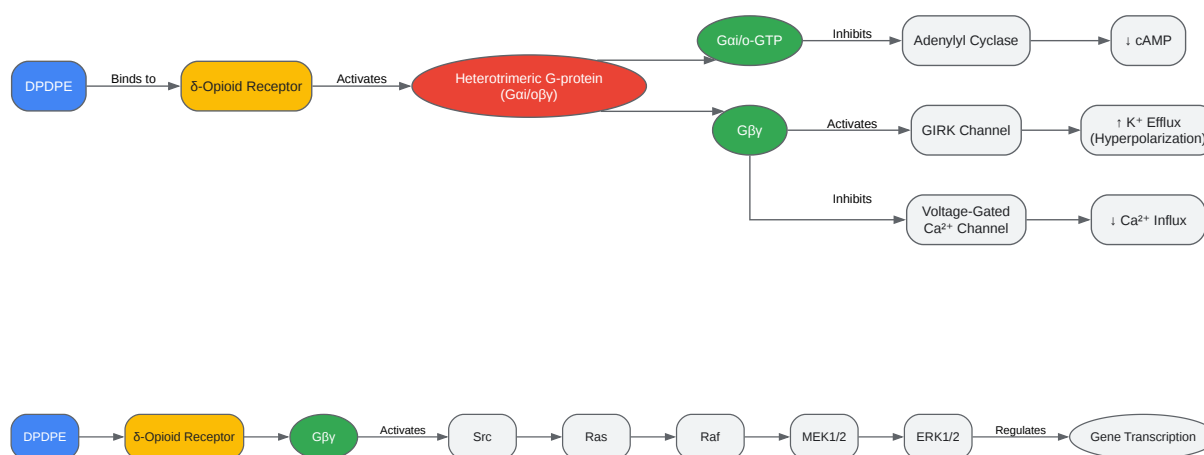 Gαi/o-GTP
Inhibits
Adenylyl Cyclase
↓ cAMP
DPDPE
Binds to
δ-Opioid Receptor
Activates
Heterotrimeric G-protein
(Gαi/oβγ)
Gβγ
Activates
GIRK Channel
↑ K⁺ Efflux
(Hyperpolarization)
Inhibits
Voltage-Gated
Ca²⁺ Channel
↓ Ca²⁺ Influx
DPDPE
δ-Opioid Receptor
Gβγ
Activates
Src
Ras
Raf
MEK1/2
ERK1/2
Regulates
Gene Transcription